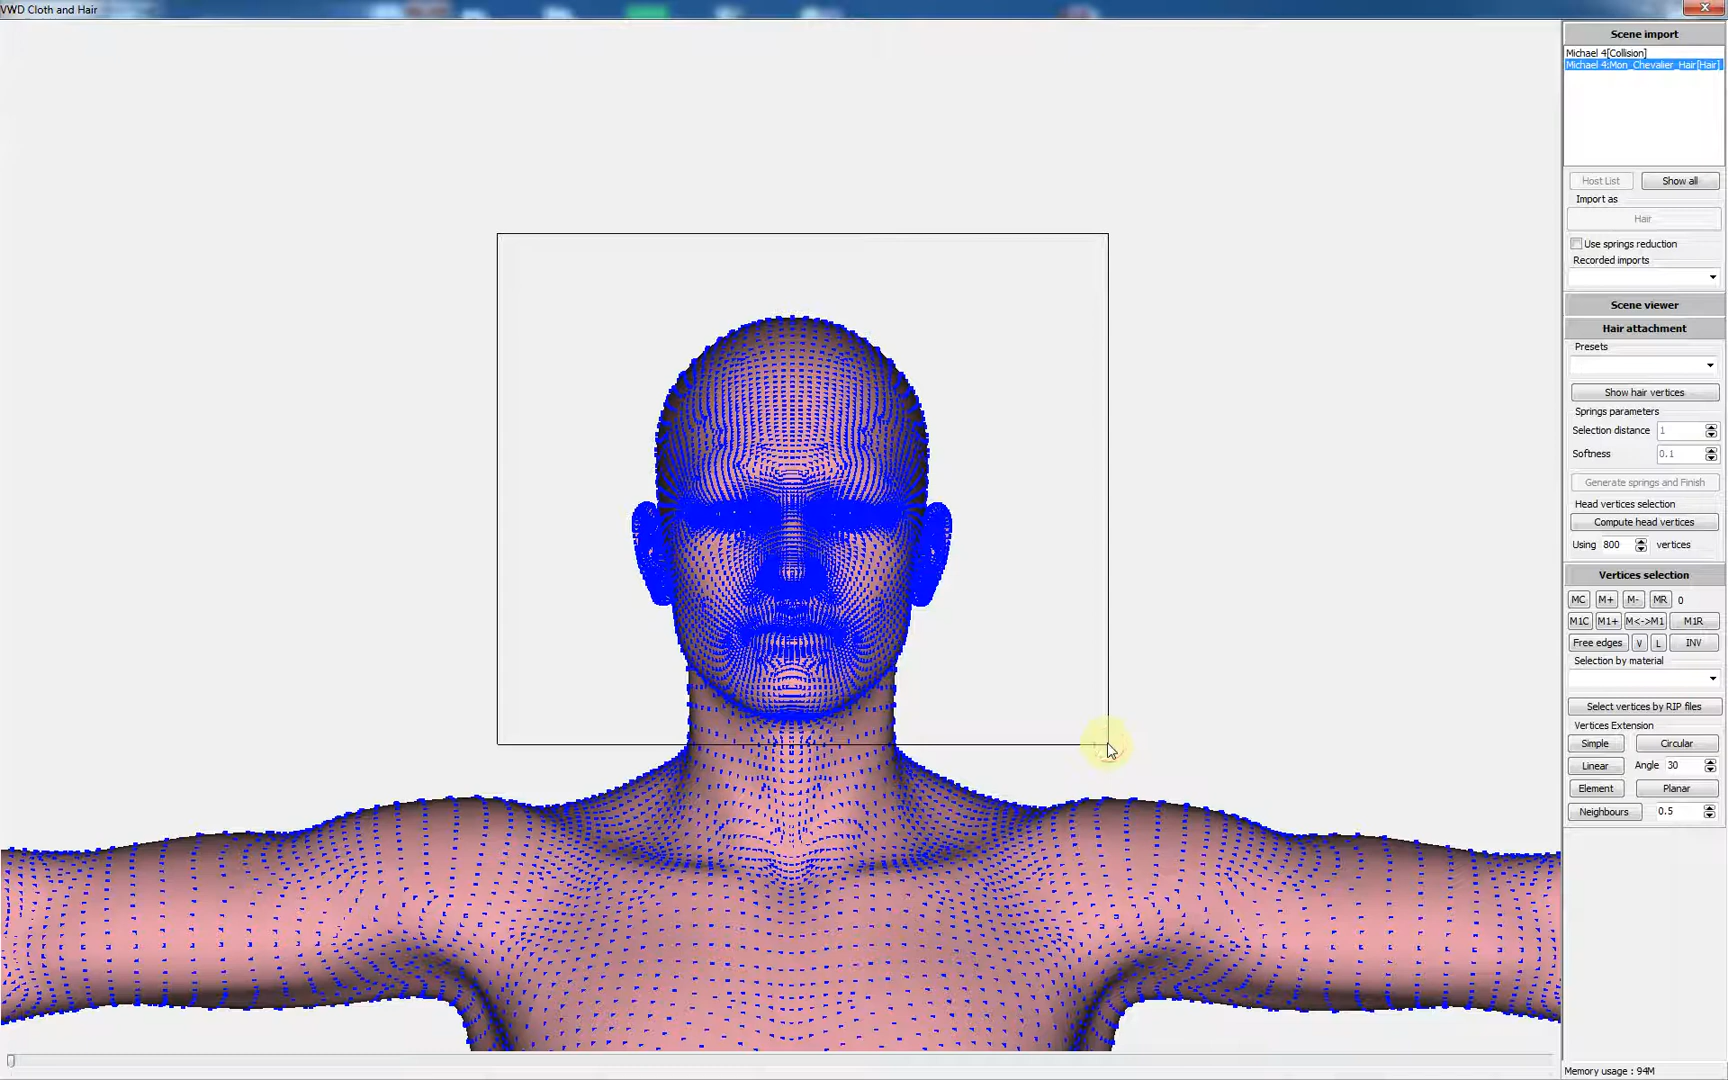 VWD Cloth and Hair
Scene import
Michael 4[Collision]
Michael 4:Mon_Chevalier_Hair[Hair]
Host List
Show all
Import as
Hair
Use springs reduction
Recorded imports
Scene viewer
Hair attachment
Presets
Show hair vertices
Springs parameters
Selection distance 1
Softness 0.1
Generate springs and Finish
Head vertices selection
Compute head vertices
Using 800 vertices
Vertices selection
MC M+ M- MR 0
M1C M1+ M<->M1 M1R
Free edges V L INV
Selection by material
Select vertices by RIP files
Vertices Extension
Simple Circular
Linear Angle 30
Element Planar
Neighbours 0.5
Memory usage : 94M